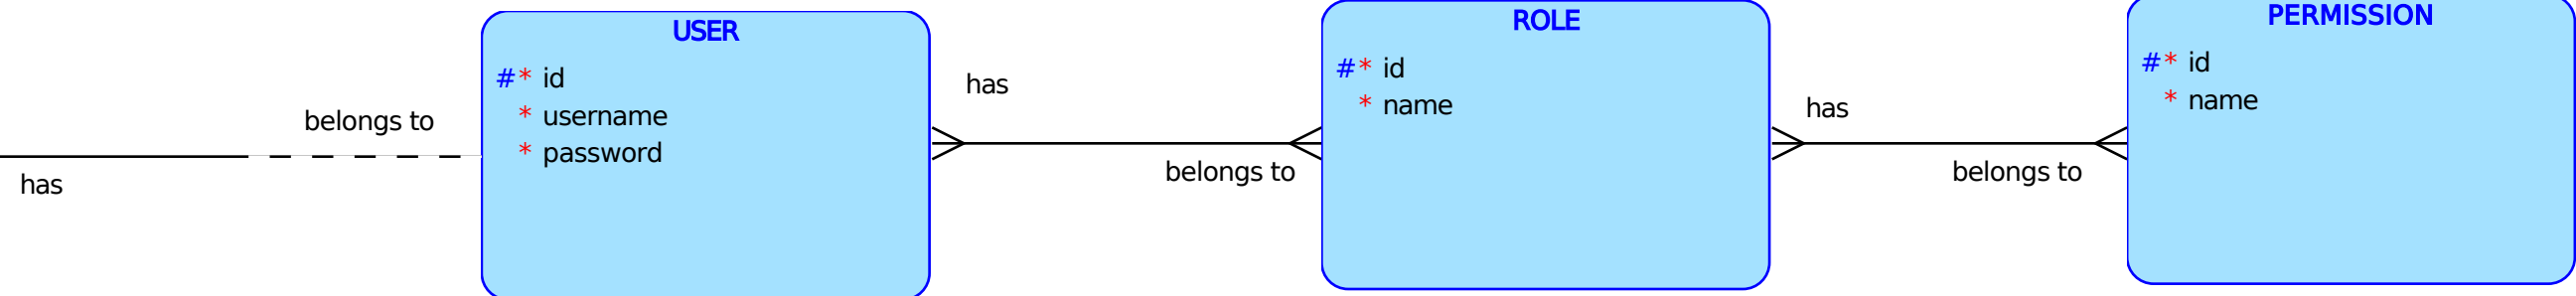 has
belongs to
USER
#* id
* username
* password
has
belongs to
ROLE
#* id
* name
has
belongs to
PERMISSION
#* id
* name